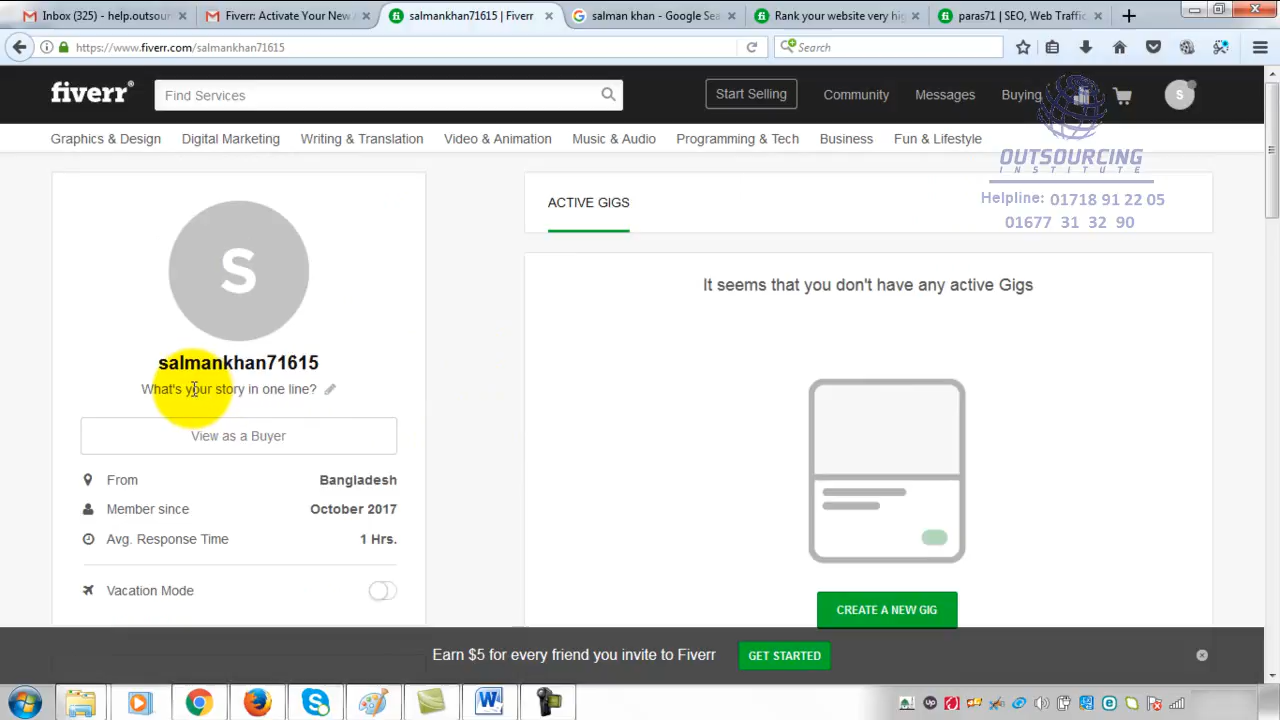 Inbox (325) - help.outsou
Fiverr: Activate Your New A
salmankhan71615 | Fiverr
salman khan - Google Sea
Rank your website very hig
paras71 | SEO, Web Traffic
https://www.fiverr.com/salmankhan71615
Search
fiverr
Find Services
Start Selling
Community
Messages
Buying
S
Graphics & Design
Digital Marketing
Writing & Translation
Video & Animation
Music & Audio
Programming & Tech
Business
Fun & Lifestyle
OUTSOURCING
INSTITUTE
Helpline: 01718 91 22 05
01677 31 32 90
S
salmankhan71615
What's your story in one line?
View as a Buyer
From Bangladesh
Member since October 2017
Avg. Response Time 1 Hrs.
Vacation Mode
ACTIVE GIGS
It seems that you don't have any active Gigs
CREATE A NEW GIG
Earn $5 for every friend you invite to Fiverr
GET STARTED